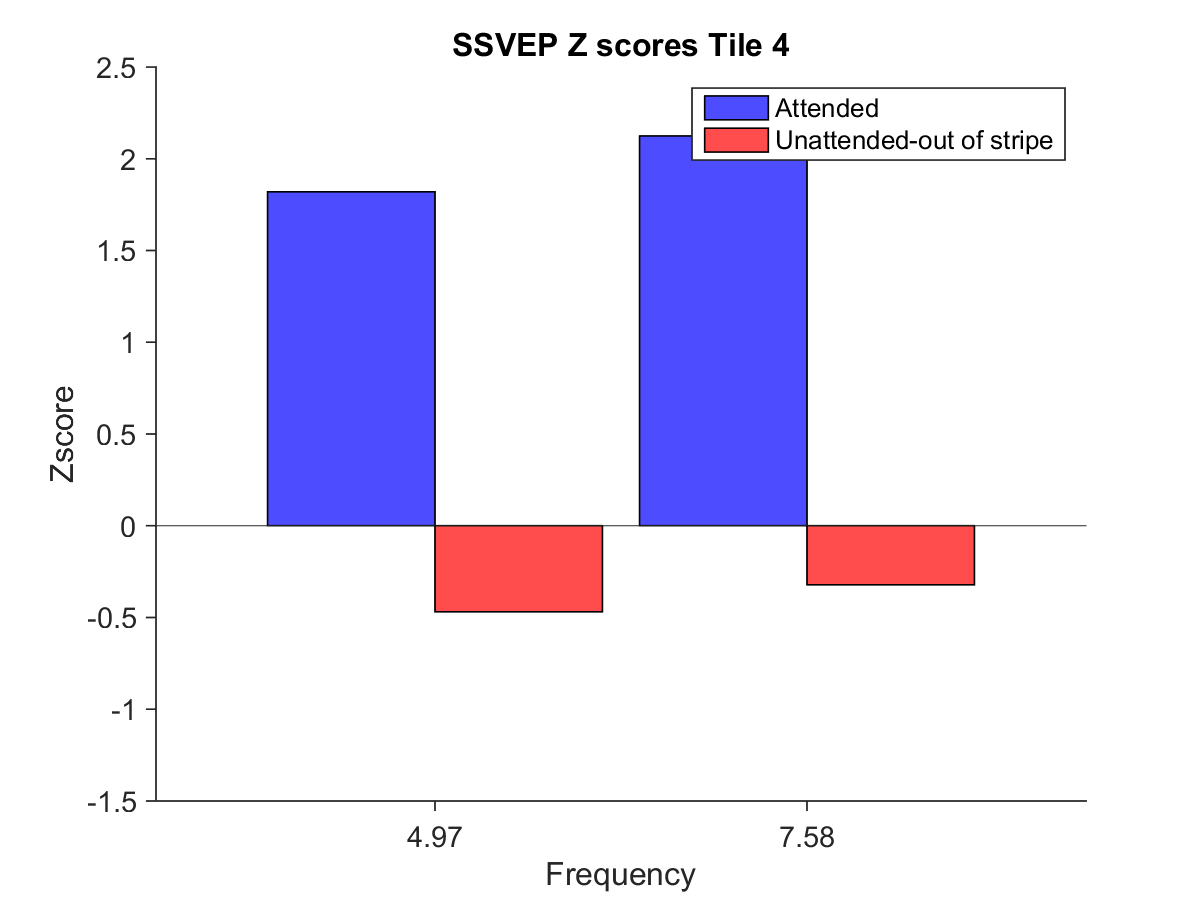 SSVEP Z scores Tile 4
2.5
2
1.5
1
0.5
0
-0.5
-1
-1.5
Zscore
Attended
Unattended-out of stripe
4.97
7.58
Frequency